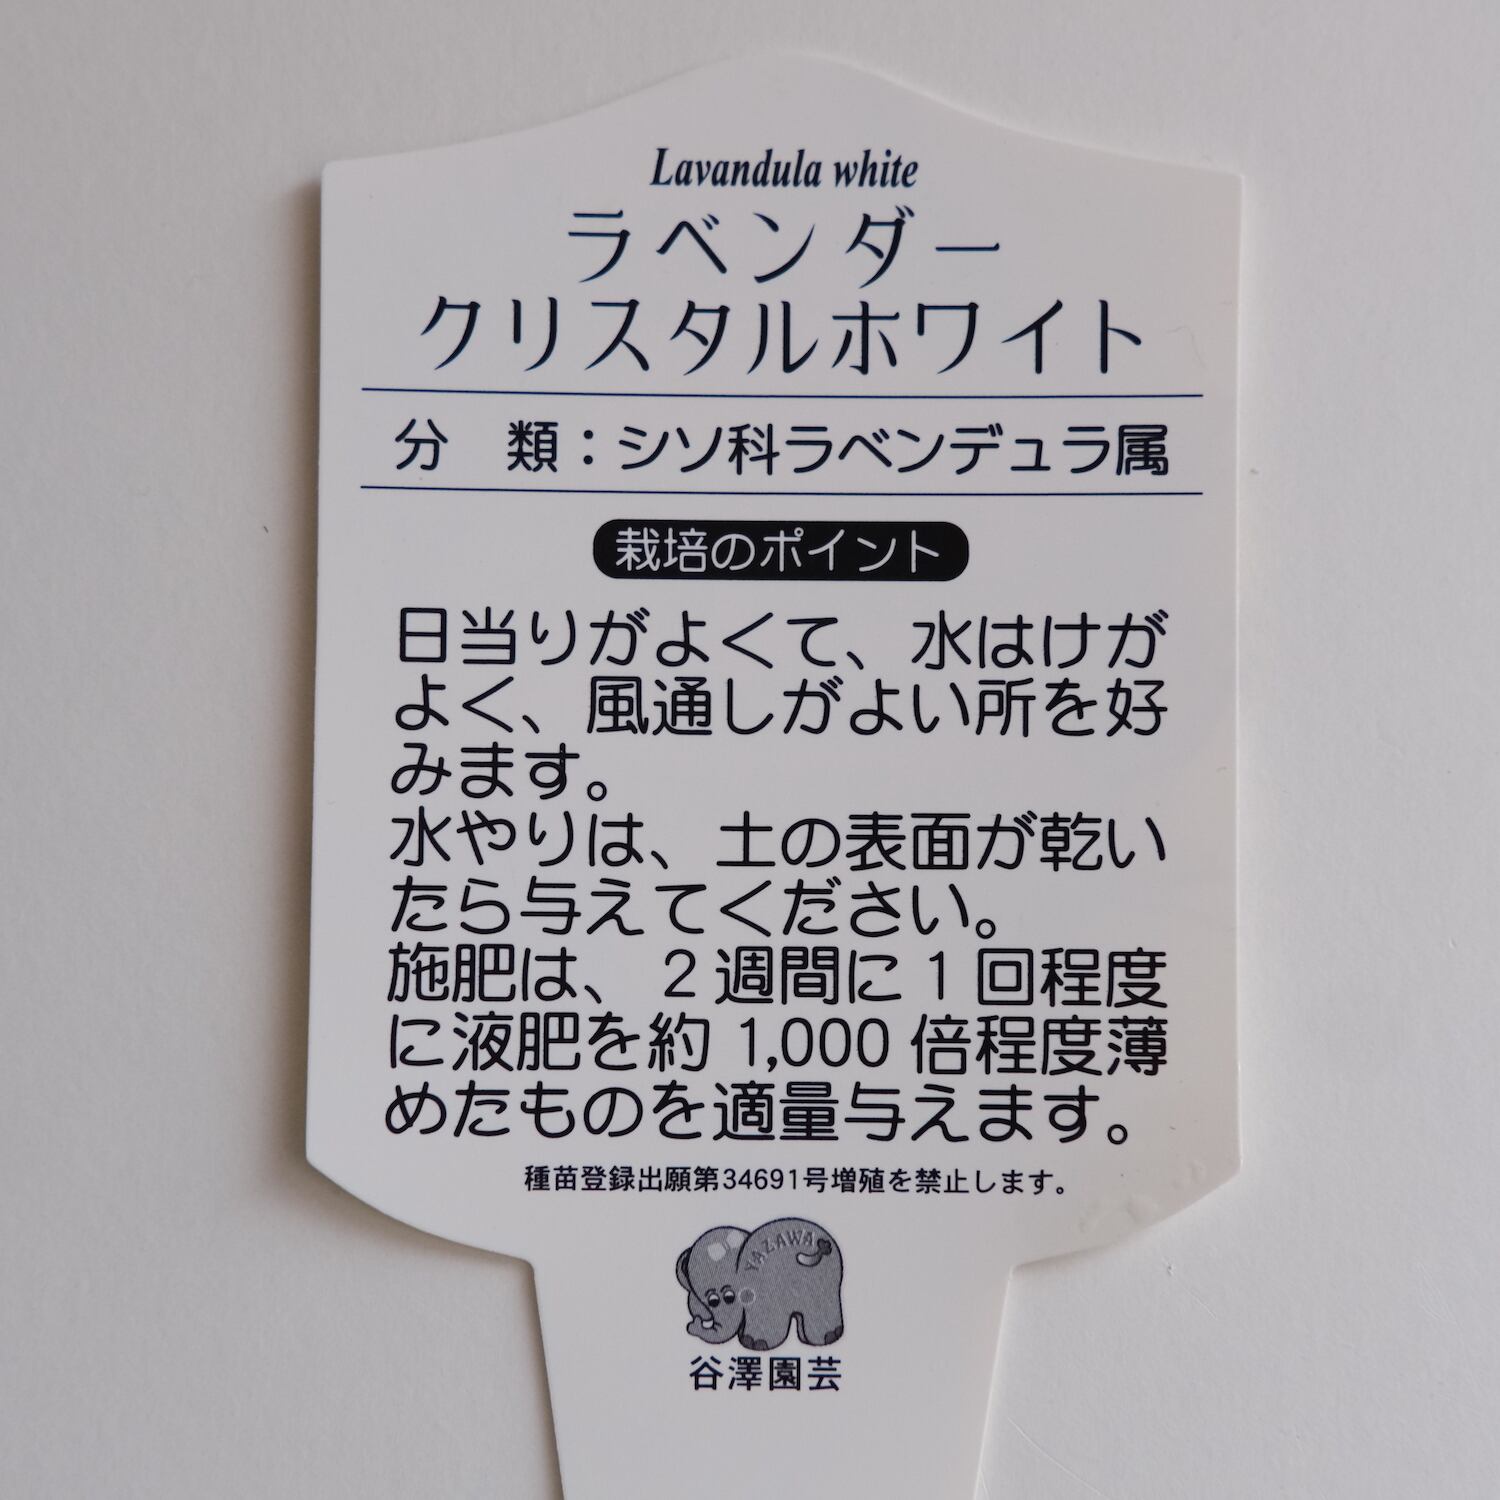 Lavandula white
ラベンダー
クリスタルホワイト
分　類：シソ科ラベンデュラ属
栽培のポイント
日当りがよくて、水はけが
よく、風通しがよい所を好
みます。
水やりは、土の表面が乾い
たら与えてください。
施肥は、2週間に1回程度
に液肥を約1,000倍程度薄
めたものを適量与えます。
種苗登録出願第34691号増殖を禁止します。
YAZAWA
谷澤園芸